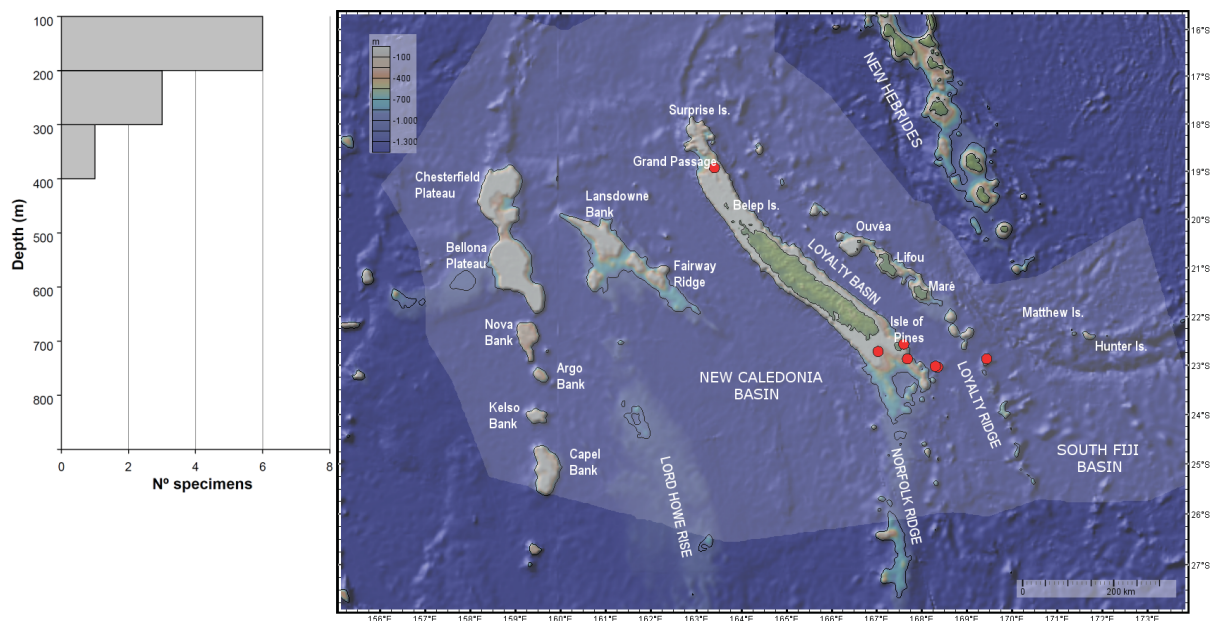 100
200
300
400
500
600
700
800
Depth (m)
0
2
4
6
8
Nº specimens
m
-100
-400
-700
-1.000
-1.300
Surprise Is.
Grand Passage
Chesterfield
Plateau
Lansdowne
Bank
Belep Is.
Bellona
Plateau
Fairway
Ridge
NEW HEBRIDES
Ouvèa
Lifou
Marè
LOYALTY BASIN
Isle of
Pines
Matthew Is.
Hunter Is.
Nova
Bank
Argo
Bank
Kelso
Bank
Capel
Bank
NEW CALEDONIA
BASIN
LOYALTY RIDGE
SOUTH FIJI
BASIN
LORD HOWE RISE
NORFOLK RIDGE
0
200 km
16°S
17°S
18°S
19°S
20°S
21°S
22°S
23°S
24°S
25°S
26°S
27°S
156°E
157°E
158°E
159°E
160°E
161°E
162°E
163°E
164°E
165°E
166°E
167°E
168°E
169°E
170°E
171°E
172°E
173°E